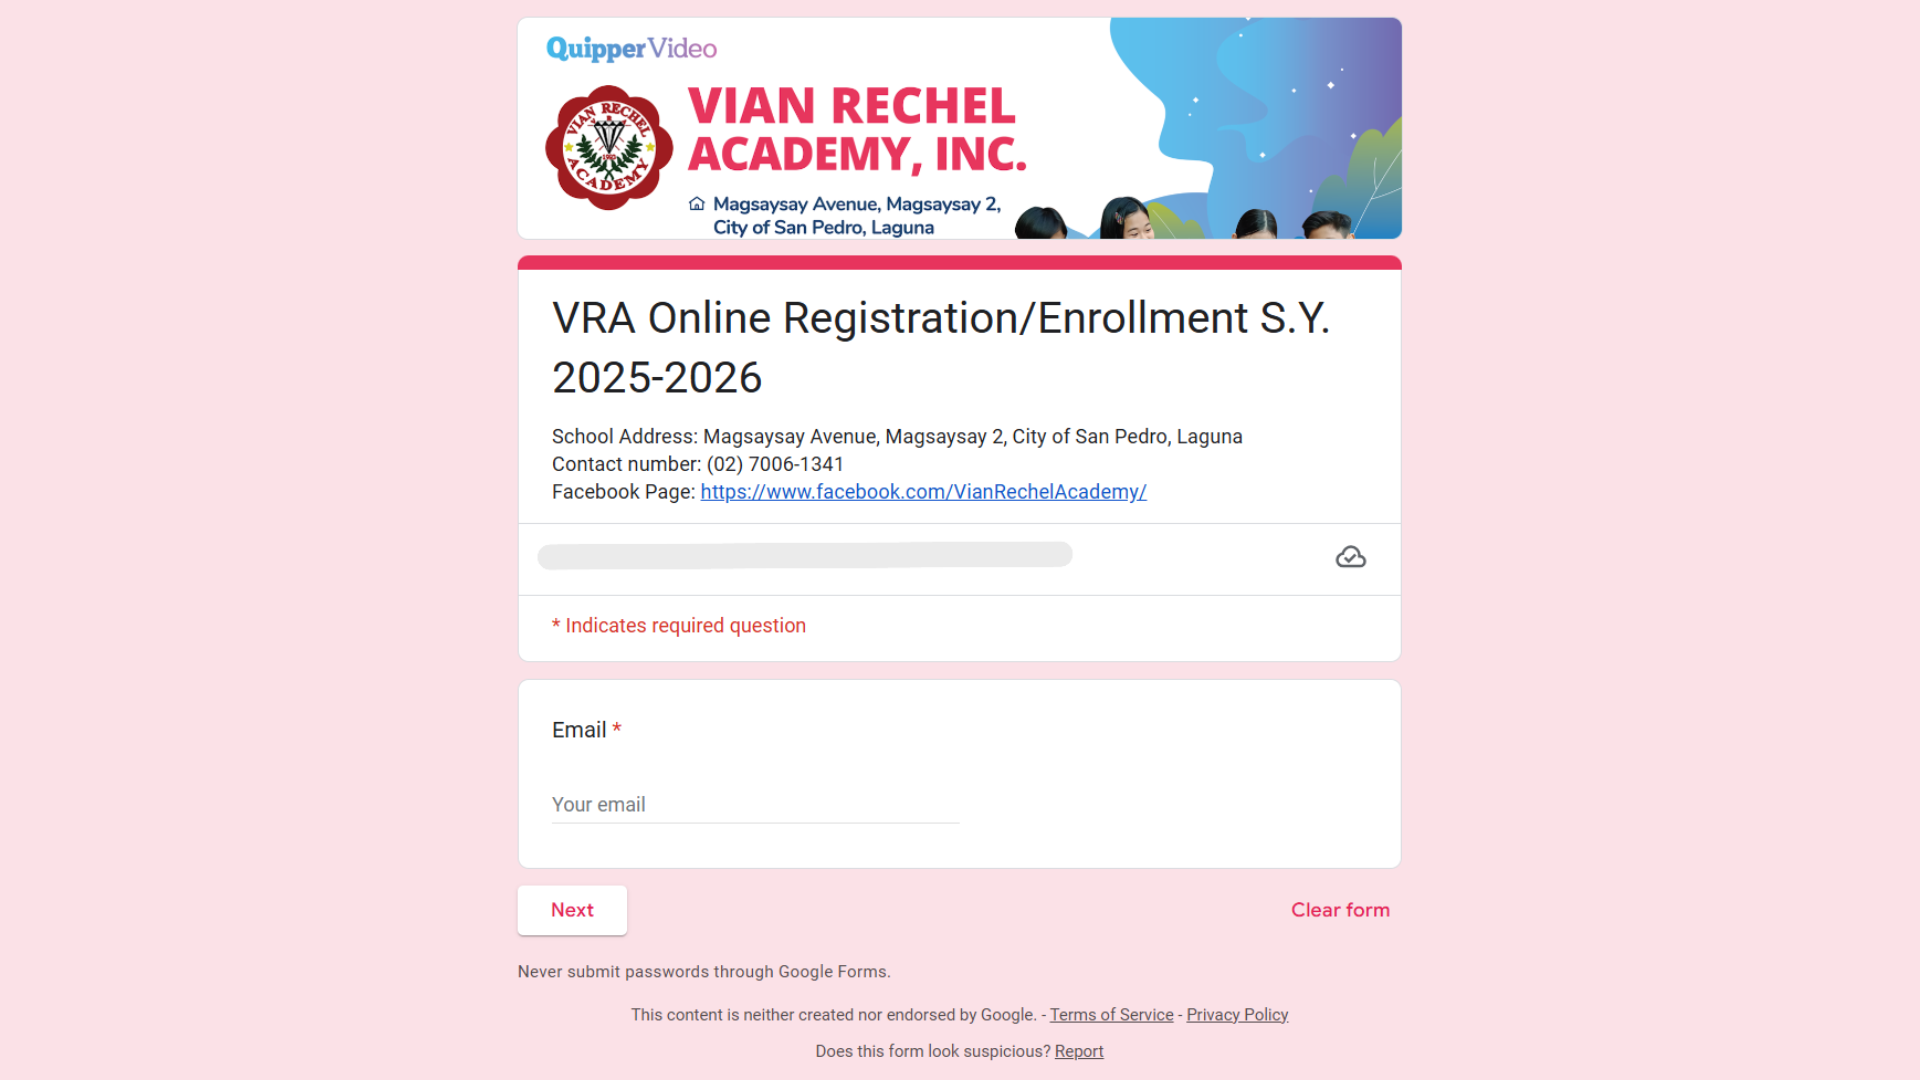 QuipperVideo
VIAN RECHEL
ACADEMY, INC.
VIAN RECHEL
1985
ACADEMY
Magsaysay Avenue, Magsaysay 2,
City of San Pedro, Laguna
VRA Online Registration/Enrollment S.Y.
2025-2026
School Address: Magsaysay Avenue, Magsaysay 2, City of San Pedro, Laguna
Contact number: (02) 7006-1341
Facebook Page: https://www.facebook.com/VianRechelAcademy/
* Indicates required question
Email *
Your email
Next
Clear form
Never submit passwords through Google Forms.
This content is neither created nor endorsed by Google. - Terms of Service - Privacy Policy
Does this form look suspicious? Report